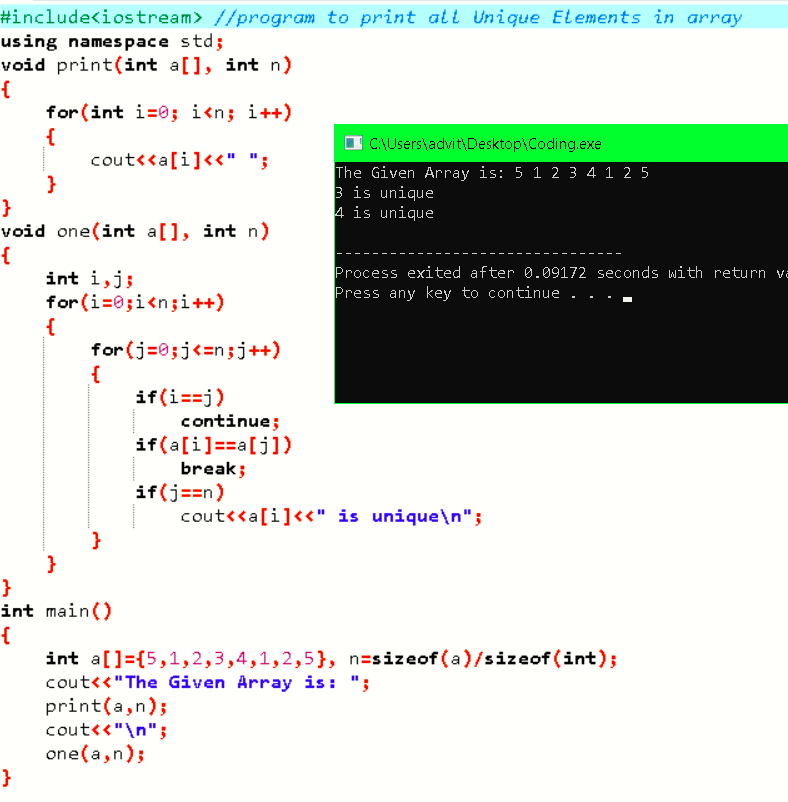 #include<iostream> //program to print all Unique Elements in array
using namespace std;
void print(int a[], int n)
{
    for(int i=0; i<n; i++)
    {
        cout<<a[i]<<" ";
    }
}
void one(int a[], int n)
{
    int i,j;
    for(i=0;i<n;i++)
    {
        for(j=0;j<=n;j++)
        {
            if(i==j)
                continue;
            if(a[i]==a[j])
                break;
            if(j==n)
                cout<<a[i]<<" is unique\n";
        }
    }
}
int main()
{
    int a[]={5,1,2,3,4,1,2,5}, n=sizeof(a)/sizeof(int);
    cout<<"The Given Array is: ";
    print(a,n);
    cout<<"\n";
    one(a,n);
}
C:\Users\advit\Desktop\Coding.exe
The Given Array is: 5 1 2 3 4 1 2 5
3 is unique
4 is unique
--------------------------------
Process exited after 0.09172 seconds with return
Press any key to continue . . .